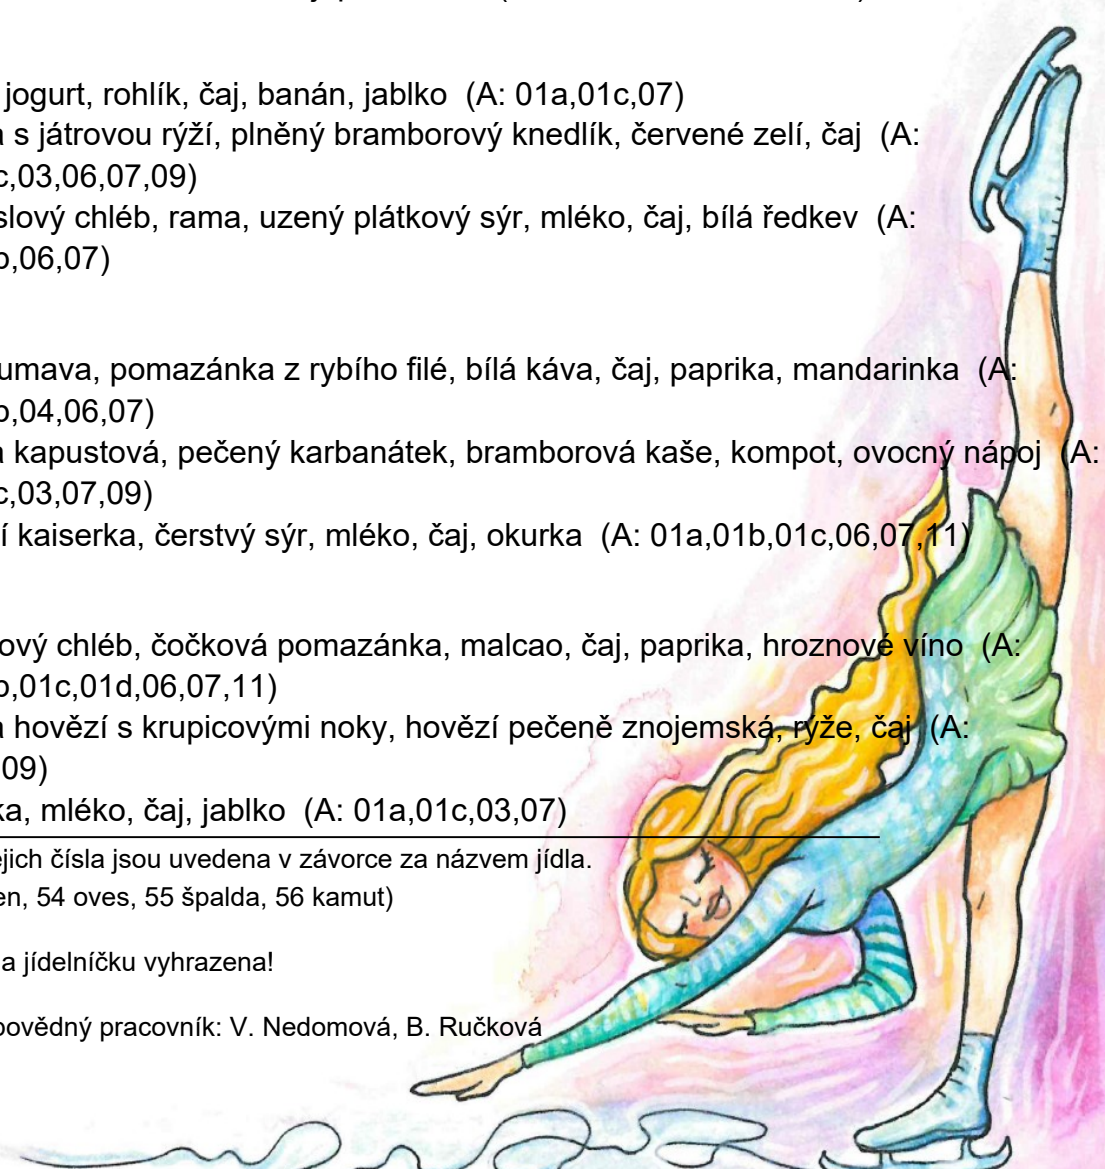 jogurt, rohlík, čaj, banán, jablko (A: 01a,01c,07)
s játrovou rýží, plněný bramborový knedlík, červené zelí, čaj (A:
c,03,06,07,09)
slový chléb, rama, uzený plátkový sýr, mléko, čaj, bílá ředkev (A:
,06,07)
umava, pomazánka z rybího filé, bílá káva, čaj, paprika, mandarinka (A:
,04,06,07)
kapustová, pečený karbanátek, bramborová kaše, kompot, ovocný nápoj (A:
c,03,07,09)
í kaiserka, čerstvý sýr, mléko, čaj, okurka (A: 01a,01b,01c,06,07,11)
ový chléb, čočková pomazánka, malcao, čaj, paprika, hroznové víno (A:
,01c,01d,06,07,11)
hovězí s krupicovými noky, hovězí pečeně znojemská, rýže, čaj (A:
09)
ka, mléko, čaj, jablko (A: 01a,01c,03,07)
ejich čísla jsou uvedena v závorce za názvem jídla.
en, 54 oves, 55 špalda, 56 kamut)
a jídelníčku vyhrazena!
povědný pracovník: V. Nedomová, B. Ručková